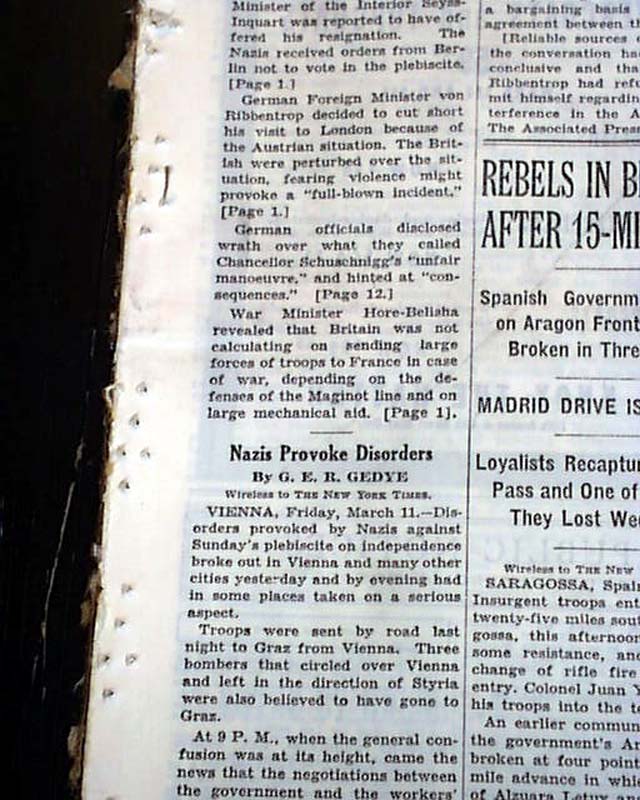 Minister of the Interior Seyss-
Inquart was reported to have of-
fered his resignation. The
Nazis received orders from Ber-
lin not to vote in the plebiscite.
[Page 1.]
German Foreign Minister von
Ribbentrop decided to cut short
his visit to London because of
the Austrian situation. The Brit-
ish were perturbed over the sit-
uation, fearing violence might
provoke a "full-blown incident."
[Page 1.]
German officials disclosed
wrath over what they called
Chancellor Schuschnigg's "unfair
manoeuvre," and hinted at "con-
sequences." [Page 12.]
War Minister Hore-Belisha
revealed that Britain was not
calculating on sending large
forces of troops to France in case
of war, depending on the de-
fenses of the Maginot line and on
large mechanical aid. [Page 1].
Nazis Provoke Disorders
By G. E. R. GEDYE
Wireless to THE NEW YORK TIMES.
VIENNA, Friday, March 11.—Dis-
orders provoked by Nazis against
Sunday's plebiscite on independence
broke out in Vienna and many other
cities yesterday and by evening had
in some places taken on a serious
aspect.
Troops were sent by road last
night to Graz from Vienna. Three
bombers that circled over Vienna
and left in the direction of Styria
were also believed to have gone to
Graz.
At 9 P. M., when the general con-
fusion was at its height, came the
news that the negotiations between
the government and the workers'
a bargaining basis
agreement between th
[Reliable sources
the conversation ha
conclusive and tha
Ribbentrop had refu
mit himself regardin
terference in the A
The Associated Pres
REBELS IN B
AFTER 15-MI
Spanish Governm
on Aragon Front
Broken in Thre
MADRID DRIVE IS
Loyalists Recaptu
Pass and One of
They Lost Wee
Wireless to THE NEW
SARAGOSSA, Spai
Insurgent troops ent
twenty-five miles sout
gossa, this afternoon
some resistance, and
change of rifle fire
entry. Colonel Juan Y
his troops into the t
An earlier commun
the government's Ar
broken at four point
mile advance in whic
of Alzuara Letux and